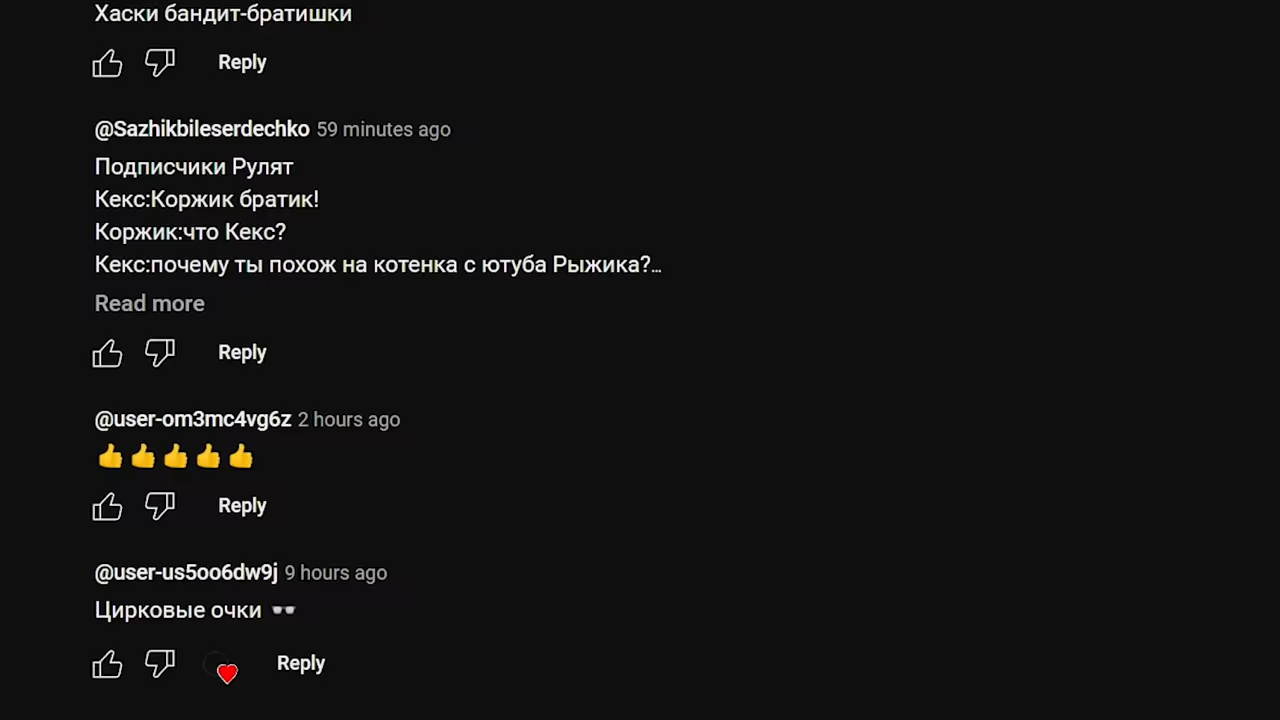 Хаски бандит-братишки
Reply
@Sazhikbileserdechko 59 minutes ago
Подписчики Рулят
Кекс:Коржик братик!
Коржик:что Кекс?
Кекс:почему ты похож на котенка с ютуба Рыжика?...
Read more
Reply
@user-om3mc4vg6z 2 hours ago
👍👍👍👍👍
Reply
@user-us5oo6dw9j 9 hours ago
Цирковые очки 🕶️
Reply